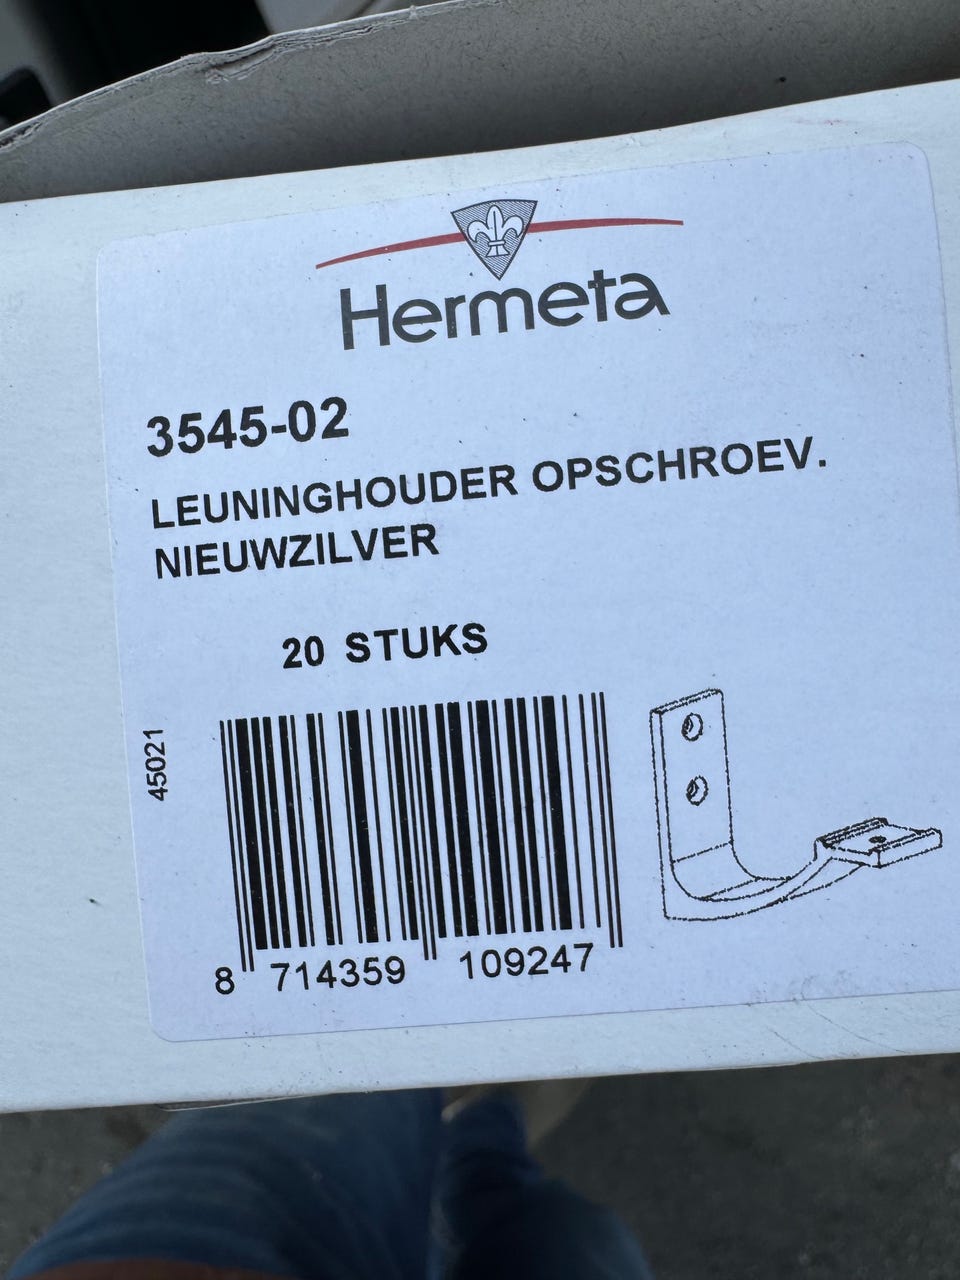 Hermeta
3545-02
LEUNINGHOUDER OPSCHROEV.
NIEUWZILVER
20 STUKS
45021
8 714359 109247